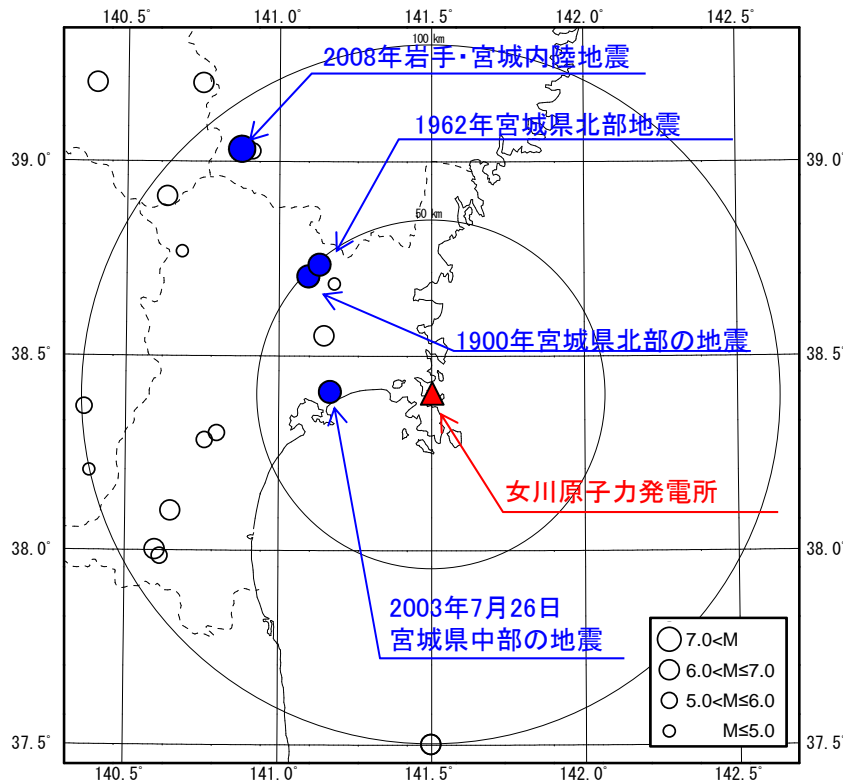 140.5° 141.0° 141.5° 142.0° 142.5°
100 km
2008年岩手・宮城内陸地震
1962年宮城県北部地震
39.0° 39.0°
50 km
1900年宮城県北部の地震
38.5° 38.5°
女川原子力発電所
38.0° 38.0°
2003年7月26日
宮城県中部の地震
7.0<M
6.0<M≤7.0
5.0<M≤6.0
M≤5.0
37.5° 37.5°
140.5° 141.0° 141.5° 142.0° 142.5°